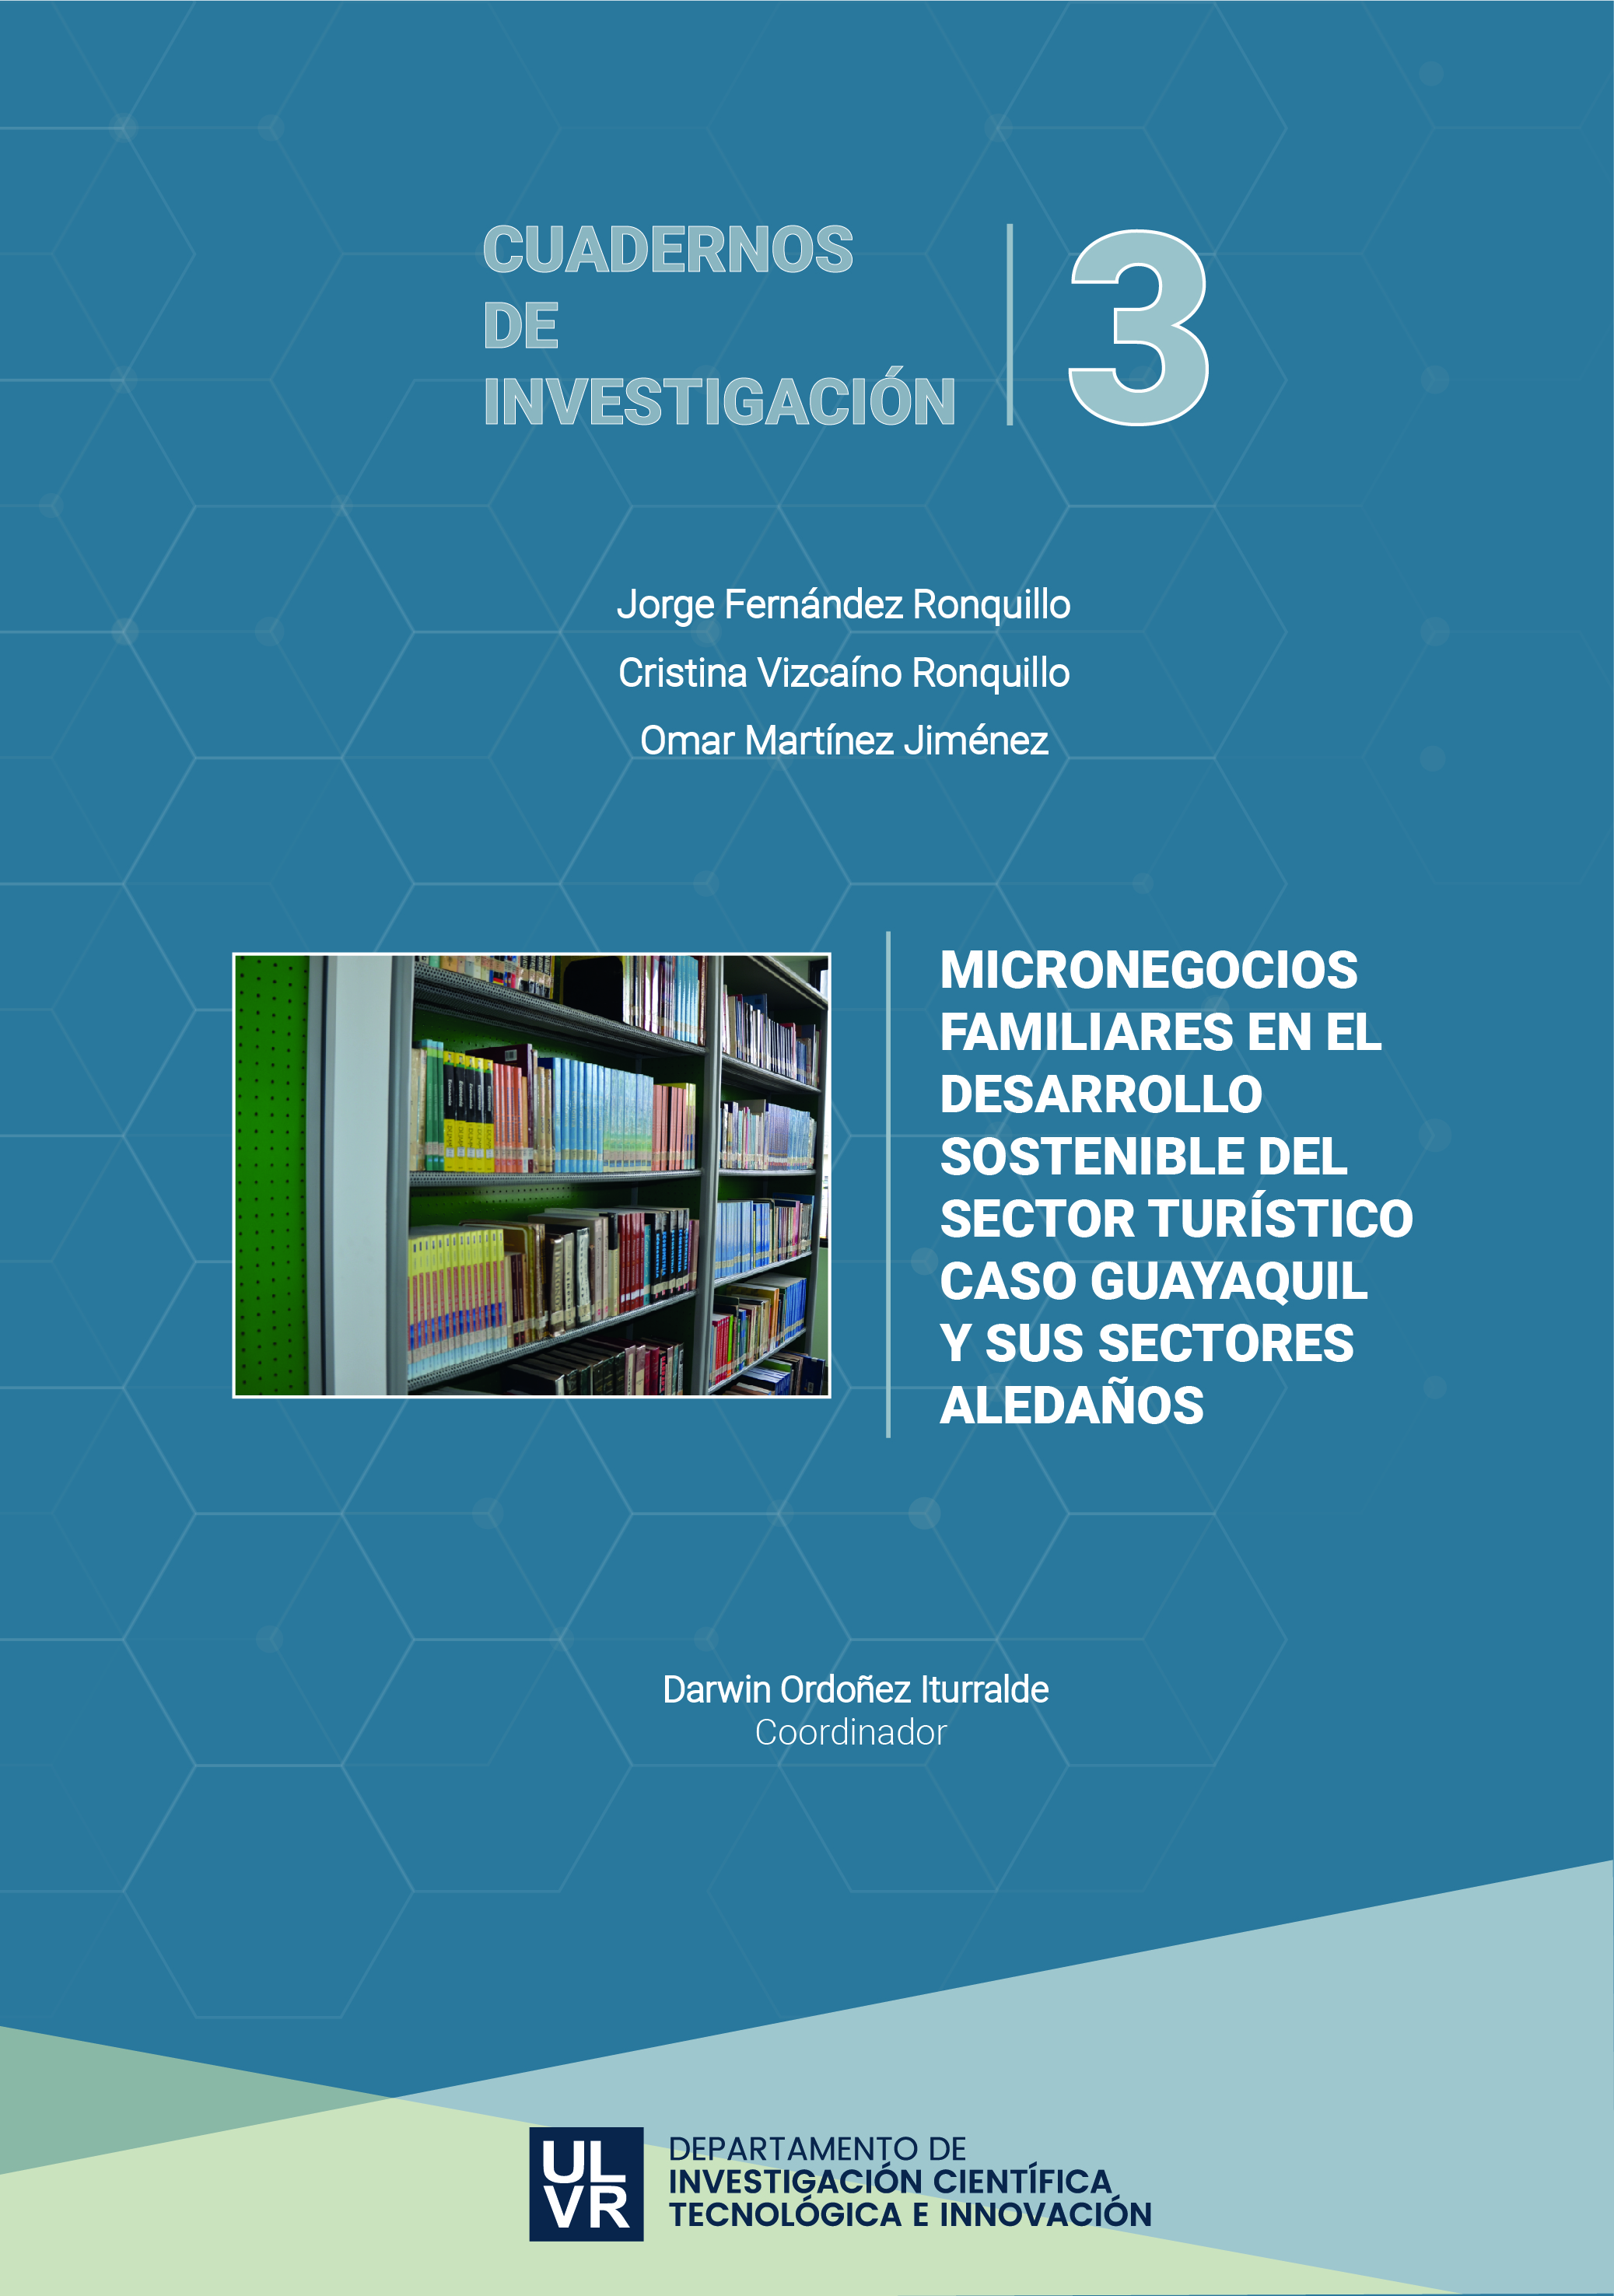 CUADERNOS
DE
INVESTIGACIÓN
3
Jorge Fernández Ronquillo
Cristina Vizcaíno Ronquillo
Omar Martínez Jiménez
MICRONEGOCIOS
FAMILIARES EN EL
DESARROLLO
SOSTENIBLE DEL
SECTOR TURÍSTICO
CASO GUAYAQUIL
Y SUS SECTORES
ALEDAÑOS
Darwin Ordoñez Iturralde
Coordinador
UL
VR
DEPARTAMENTO DE
INVESTIGACIÓN CIENTÍFICA
TECNOLÓGICA E INNOVACIÓN